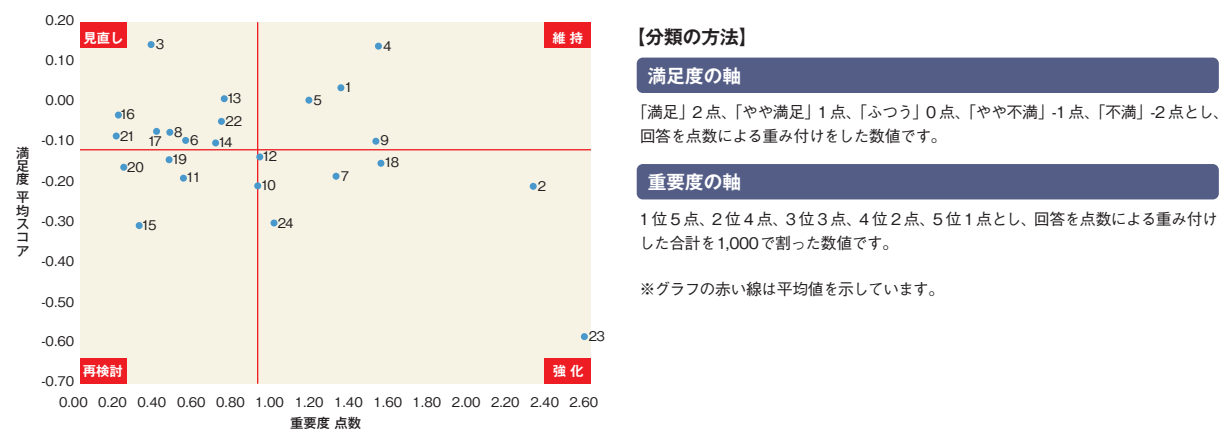 0.20
0.10
0.00
-0.10
-0.20
-0.30
-0.40
-0.50
-0.60
-0.70
満足度 平均スコア
見直し
維 持
再検討
強 化
3
4
1
5
13
16
22
21
17
8
6
14
9
12
18
19
20
11
7
10
2
15
24
23
0.00 0.20 0.40 0.60 0.80 1.00 1.20 1.40 1.60 1.80 2.00 2.20 2.40 2.60
重要度 点数
【分類の方法】
満足度の軸
「満足」2点、「やや満足」1点、「ふつう」0点、「やや不満」-1点、「不満」-2点とし、
回答を点数による重み付けをした数値です。
重要度の軸
1位5点、2位4点、3位3点、4位2点、5位1点とし、回答を点数による重み付け
した合計を1,000で割った数値です。
※グラフの赤い線は平均値を示しています。